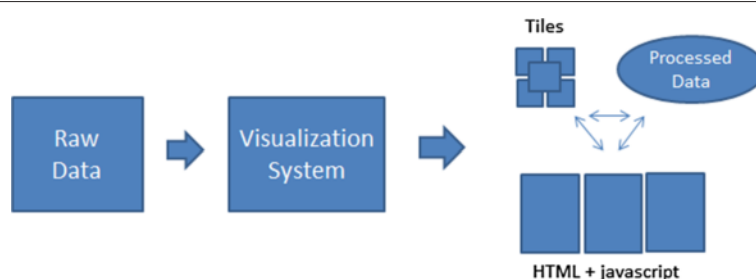 Raw
Data
Visualization
System
Tiles
Processed
Data
HTML + javascript